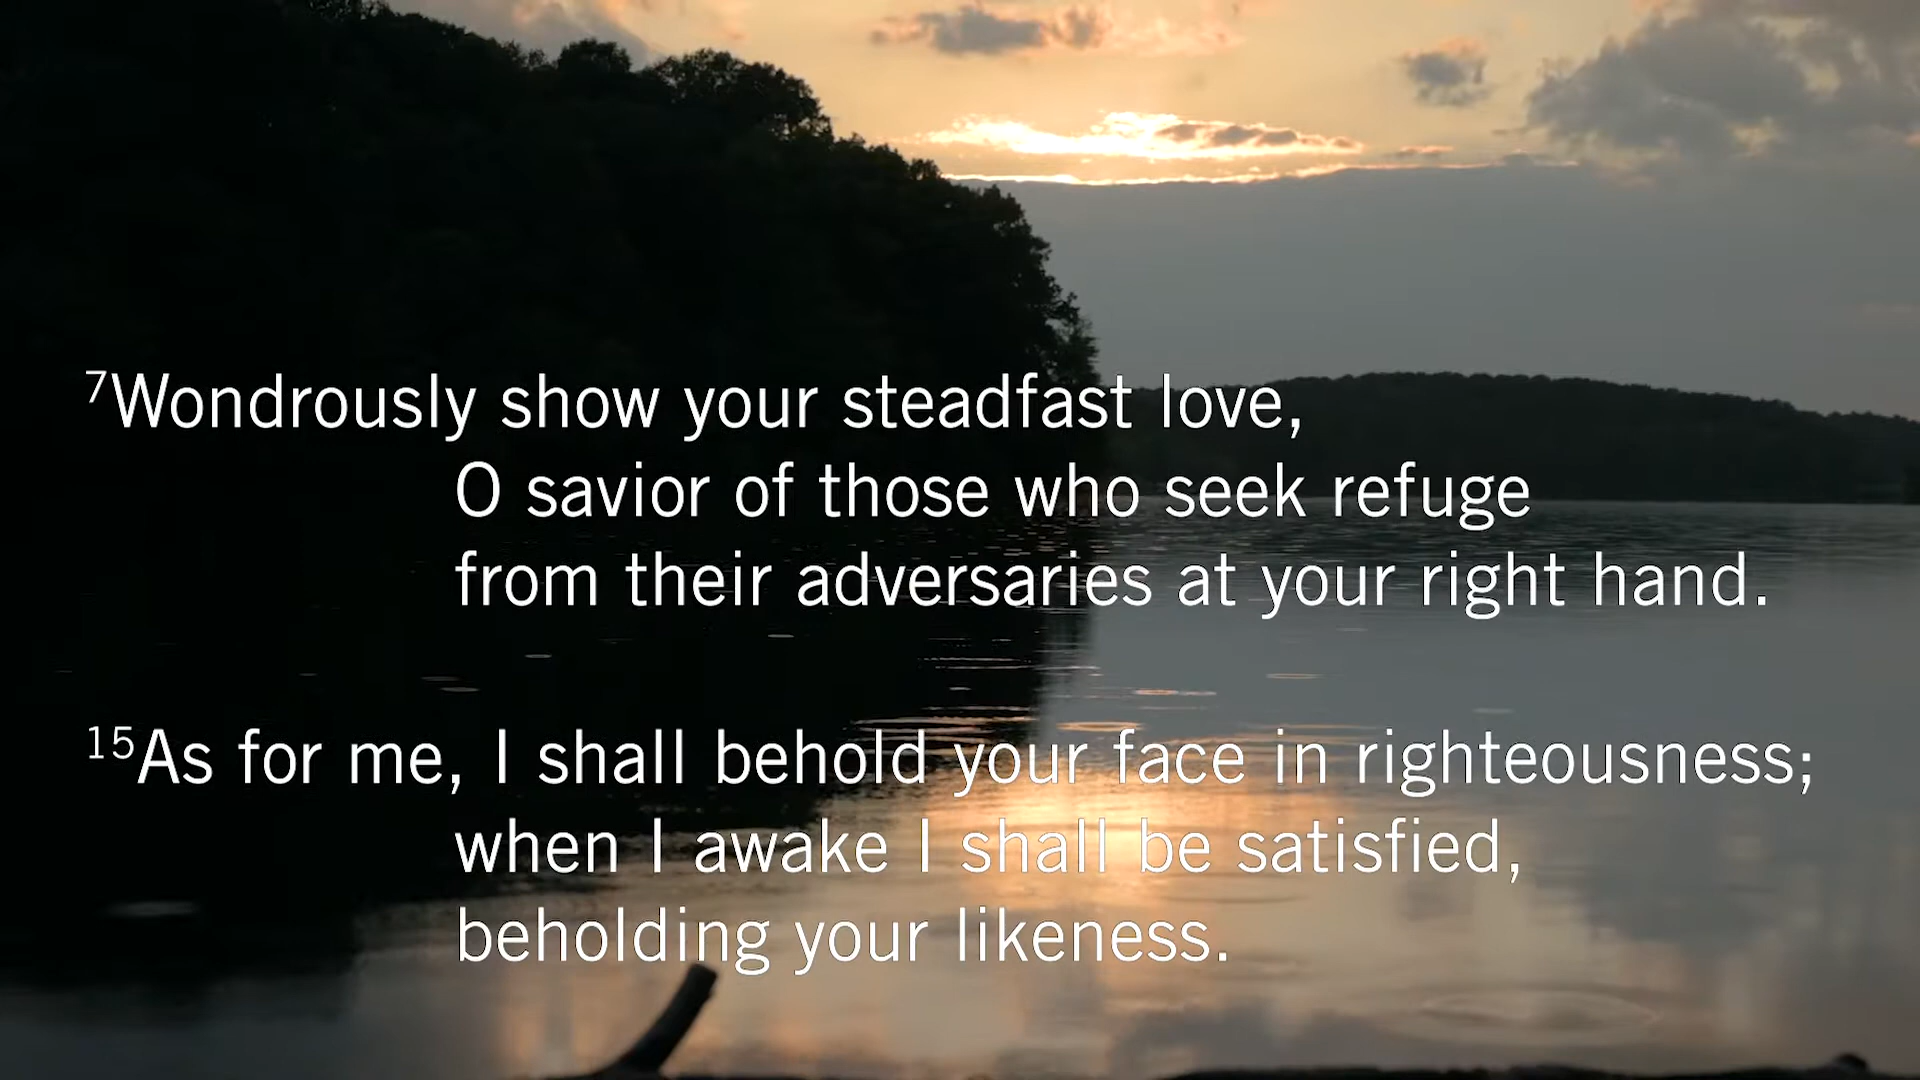 ⁷Wondrously show your steadfast love,
O savior of those who seek refuge
from their adversaries at your right hand.
¹⁵As for me, I shall behold your face in righteousness;
when I awake I shall be satisfied,
beholding your likeness.